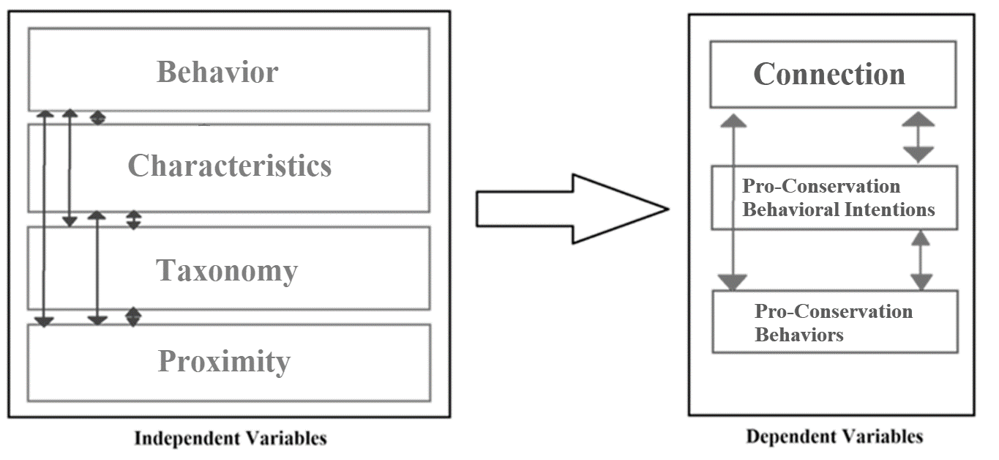 Behavior
Characteristics
Taxonomy
Proximity
Independent Variables
Connection
Pro-Conservation
Behavioral Intentions
Pro-Conservation
Behaviors
Dependent Variables